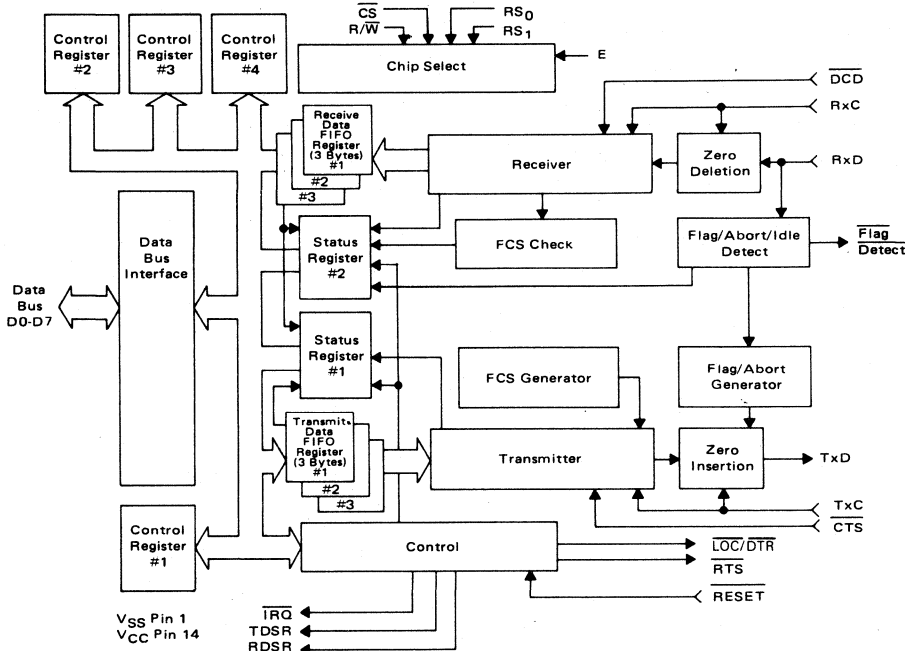 Control
Register
#2
Control
Register
#3
Control
Register
#4
CS
R/W
RS0
RS1
Chip Select
E
DCD
RxC
Receive
Data
FIFO
Register
(3 Bytes)
#1
#2
#3
Receiver
Zero
Deletion
RxD
Data
Bus
Interface
Status
Register
#2
FCS Check
Flag/Abort/Idle
Detect
Flag
Detect
Data
Bus
D0-D7
Status
Register
#1
FCS Generator
Flag/Abort
Generator
Transmit
Data
FIFO
Register
(3 Bytes)
#1
#2
#3
Transmitter
Zero
Insertion
TxD
TxC
CTS
Control
Register
#1
Control
LOC/DTR
RTS
RESET
VSS Pin 1
VCC Pin 14
IRQ
TDSR
RDSR